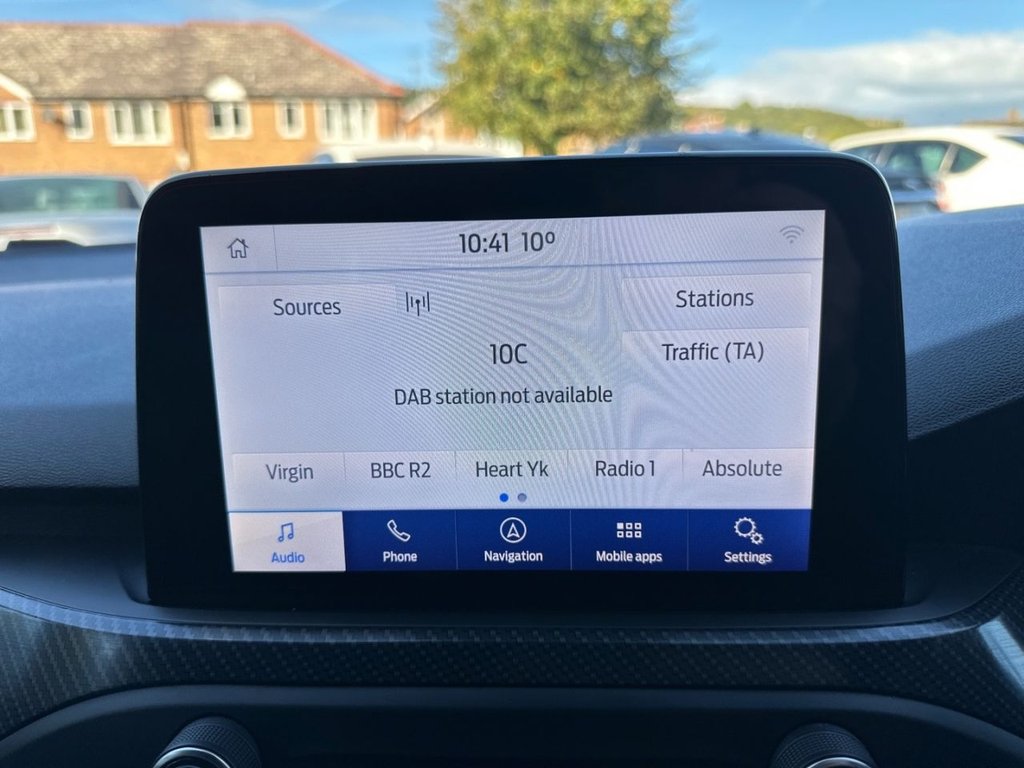 10:41 10º
Sources
Stations
10C
Traffic (TA)
DAB station not available
Virgin
BBC R2
Heart Yk
Radio 1
Absolute
Audio
Phone
Navigation
Mobile apps
Settings